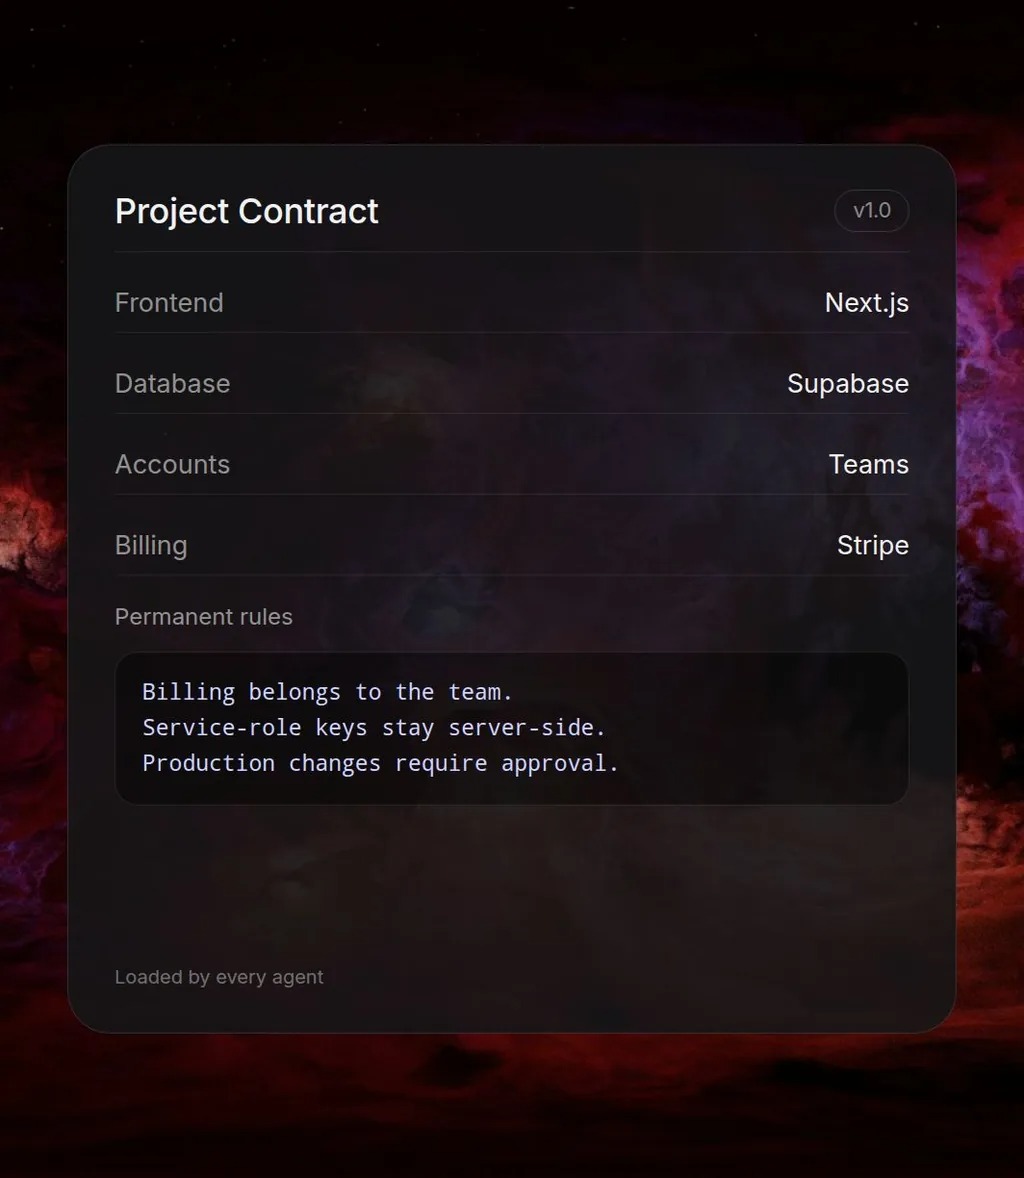 Project Contract
v1.0
Frontend
Next.js
Database
Supabase
Accounts
Teams
Billing
Stripe
Permanent rules
Billing belongs to the team.
Service-role keys stay server-side.
Production changes require approval.
Loaded by every agent